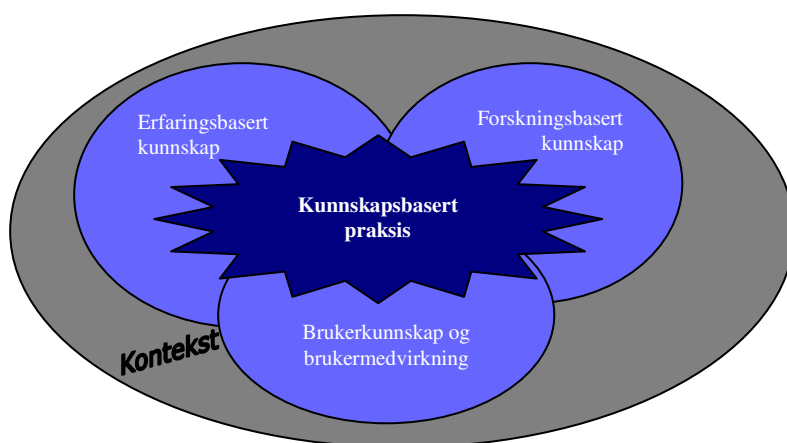 Erfaringsbasert
kunnskap
Forskningsbasert
kunnskap
Kunnskapsbasert
praksis
Brukerkunnskap og
brukermedvirkning
Kontekst